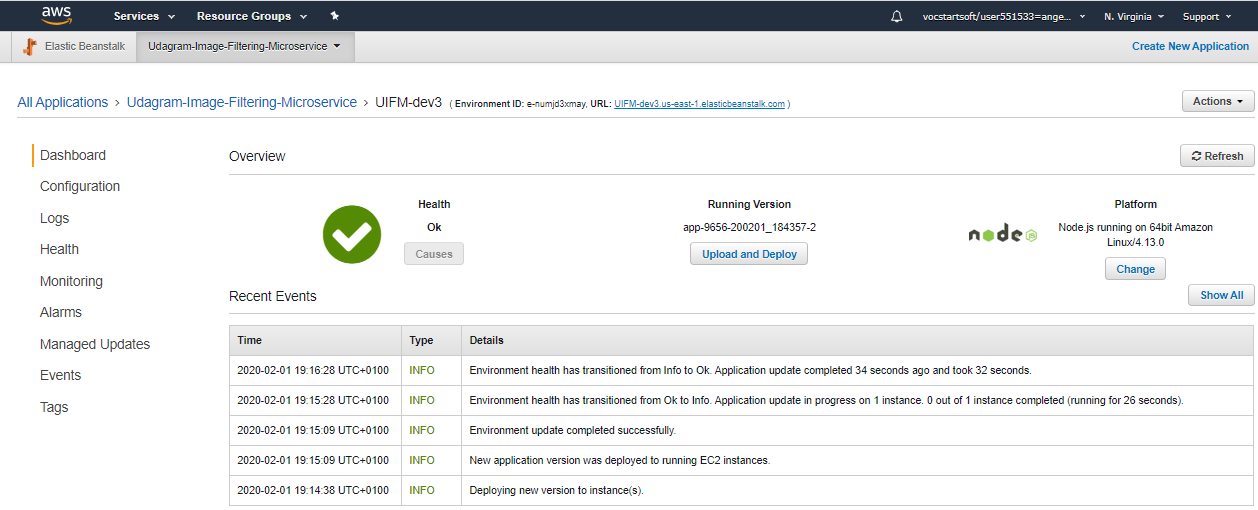 aws Services Resource Groups vocstartsoft/user551533=ange... N. Virginia Support
Elastic Beanstalk Udagram-Image-Filtering-Microservice Create New Application
All Applications > Udagram-Image-Filtering-Microservice > UIFM-dev3 ( Environment ID: e-numjd3xmay, URL: UIFM-dev3.us-east-1.elasticbeanstalk.com ) Actions
Dashboard
Configuration
Logs
Health
Monitoring
Alarms
Managed Updates
Events
Tags
Overview Refresh
Health
Ok
Causes
Running Version
app-9656-200201_184357-2
Upload and Deploy
node JS
Platform
Node.js running on 64bit Amazon
Linux/4.13.0
Change
Recent Events Show All
Time Type Details
2020-02-01 19:16:28 UTC+0100 INFO Environment health has transitioned from Info to Ok. Application update completed 34 seconds ago and took 32 seconds.
2020-02-01 19:15:28 UTC+0100 INFO Environment health has transitioned from Ok to Info. Application update in progress on 1 instance. 0 out of 1 instance completed (running for 26 seconds).
2020-02-01 19:15:09 UTC+0100 INFO Environment update completed successfully.
2020-02-01 19:15:09 UTC+0100 INFO New application version was deployed to running EC2 instances.
2020-02-01 19:14:38 UTC+0100 INFO Deploying new version to instance(s).